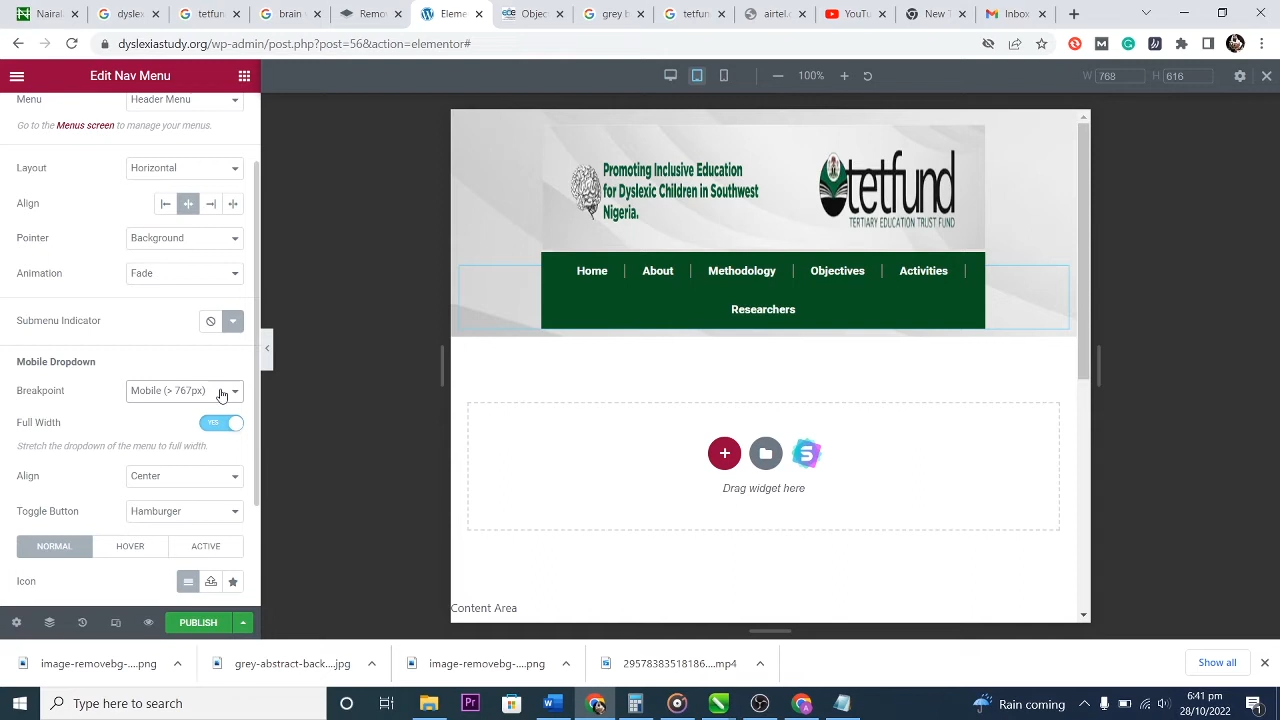 Nai
tetfu
tetfund
brain
Remo
Eleme
Objec
grey b
tetfun
airtel.c
YouTu
New T
Inbox
dyslexiastudy.org/wp-admin/post.php?post=56&action=elementor#
Edit Nav Menu
100%
W 768
H 616
Menu
Header Menu
Go to the Menus screen to manage your menus.
Layout
Horizontal
Align
Pointer
Background
Animation
Fade
Submenu Indicator
Mobile Dropdown
Breakpoint
Mobile (> 767px)
Full Width
YES
Stretch the dropdown of the menu to full width.
Align
Center
Toggle Button
Hamburger
NORMAL
HOVER
ACTIVE
Icon
PUBLISH
Promoting Inclusive Education
for Dyslexic Children in Southwest
Nigeria.
tetfund
TERTIARY EDUCATION TRUST FUND
Home
About
Methodology
Objectives
Activities
Researchers
Drag widget here
Content Area
image-removebg-....png
grey-abstract-back....jpg
image-removebg-....png
29578383518186....mp4
Show all
Type here to search
Rain coming
6:41 pm
28/10/2022